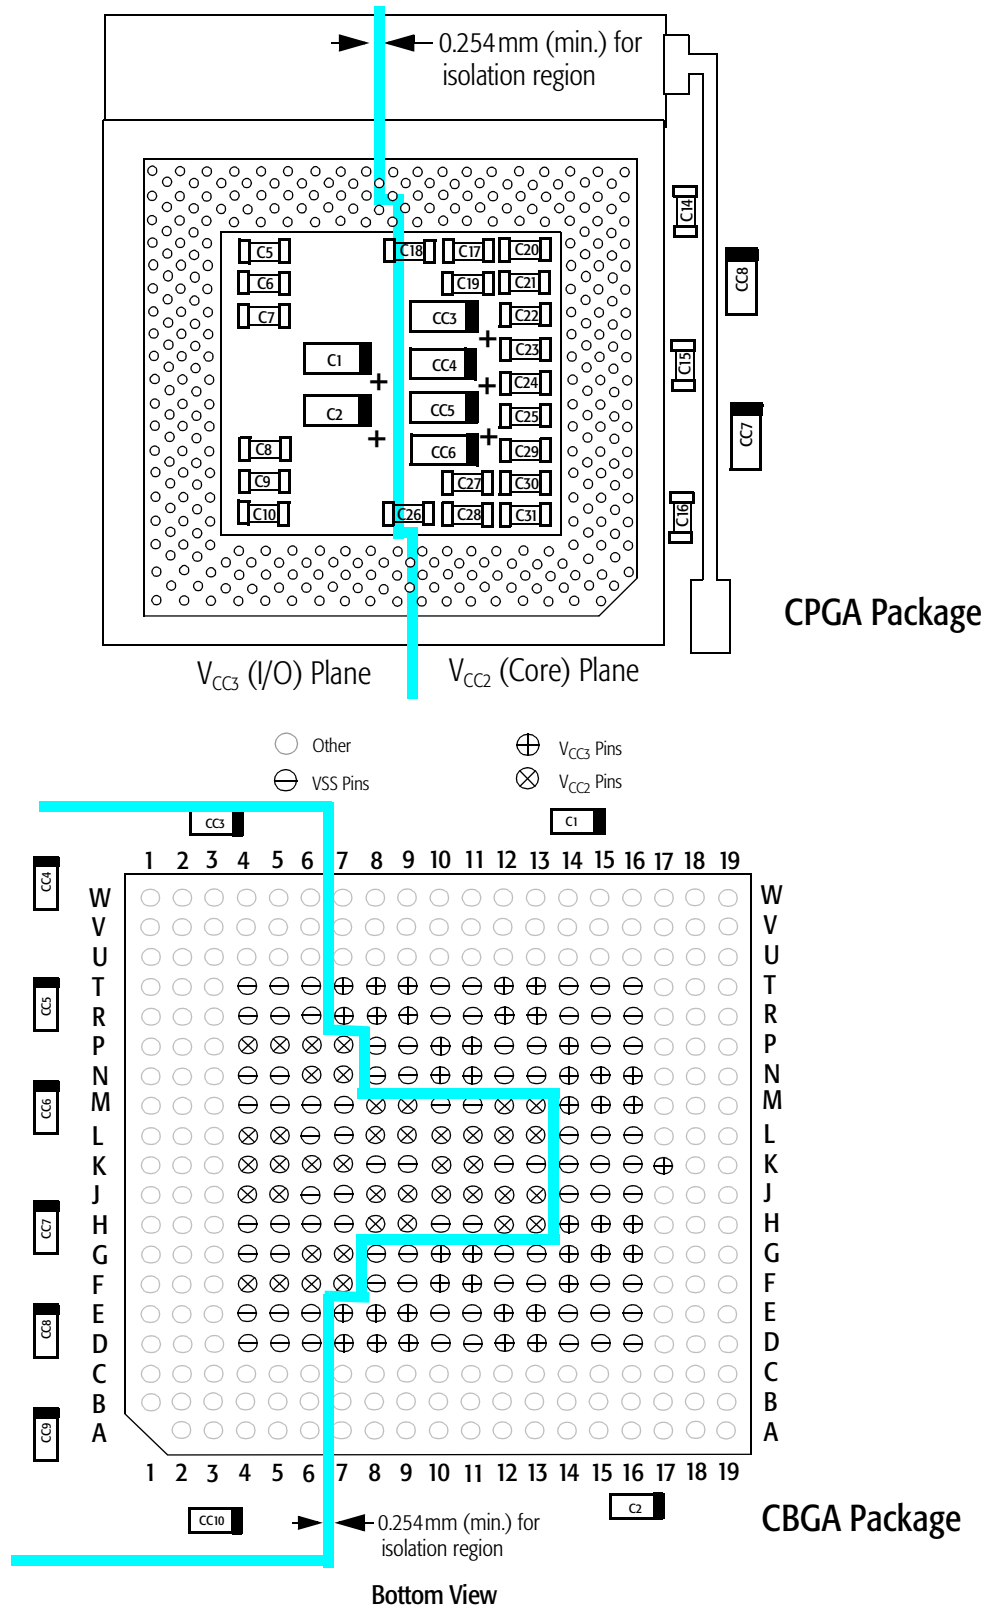 0.254mm (min.) for
isolation region
C14
C5 C18 C17 C20
C6 C19 C21
CC8
C7 CC3 C22
C1 CC4 C23
C15
C24
C2 CC5 C25
CC7
C8 CC6 C29
C9 C27 C30
C10 C26 C28 C31
C16
CPGA Package
VCC3 (I/O) Plane VCC2 (Core) Plane
Other VCC3 Pins
VSS Pins VCC2 Pins
CC3 C1
1 2 3 4 5 6 7 8 9 10 11 12 13 14 15 16 17 18 19
CC4
W W
V V
U U
T T
CC5
R R
P P
N N
CC6
M M
L L
K K
J J
CC7
H H
G G
F F
CC8
E E
D D
C C
B B
CC9
A A
1 2 3 4 5 6 7 8 9 10 11 12 13 14 15 16 17 18 19
CC10 C2
0.254mm (min.) for
isolation region
CBGA Package
Bottom View